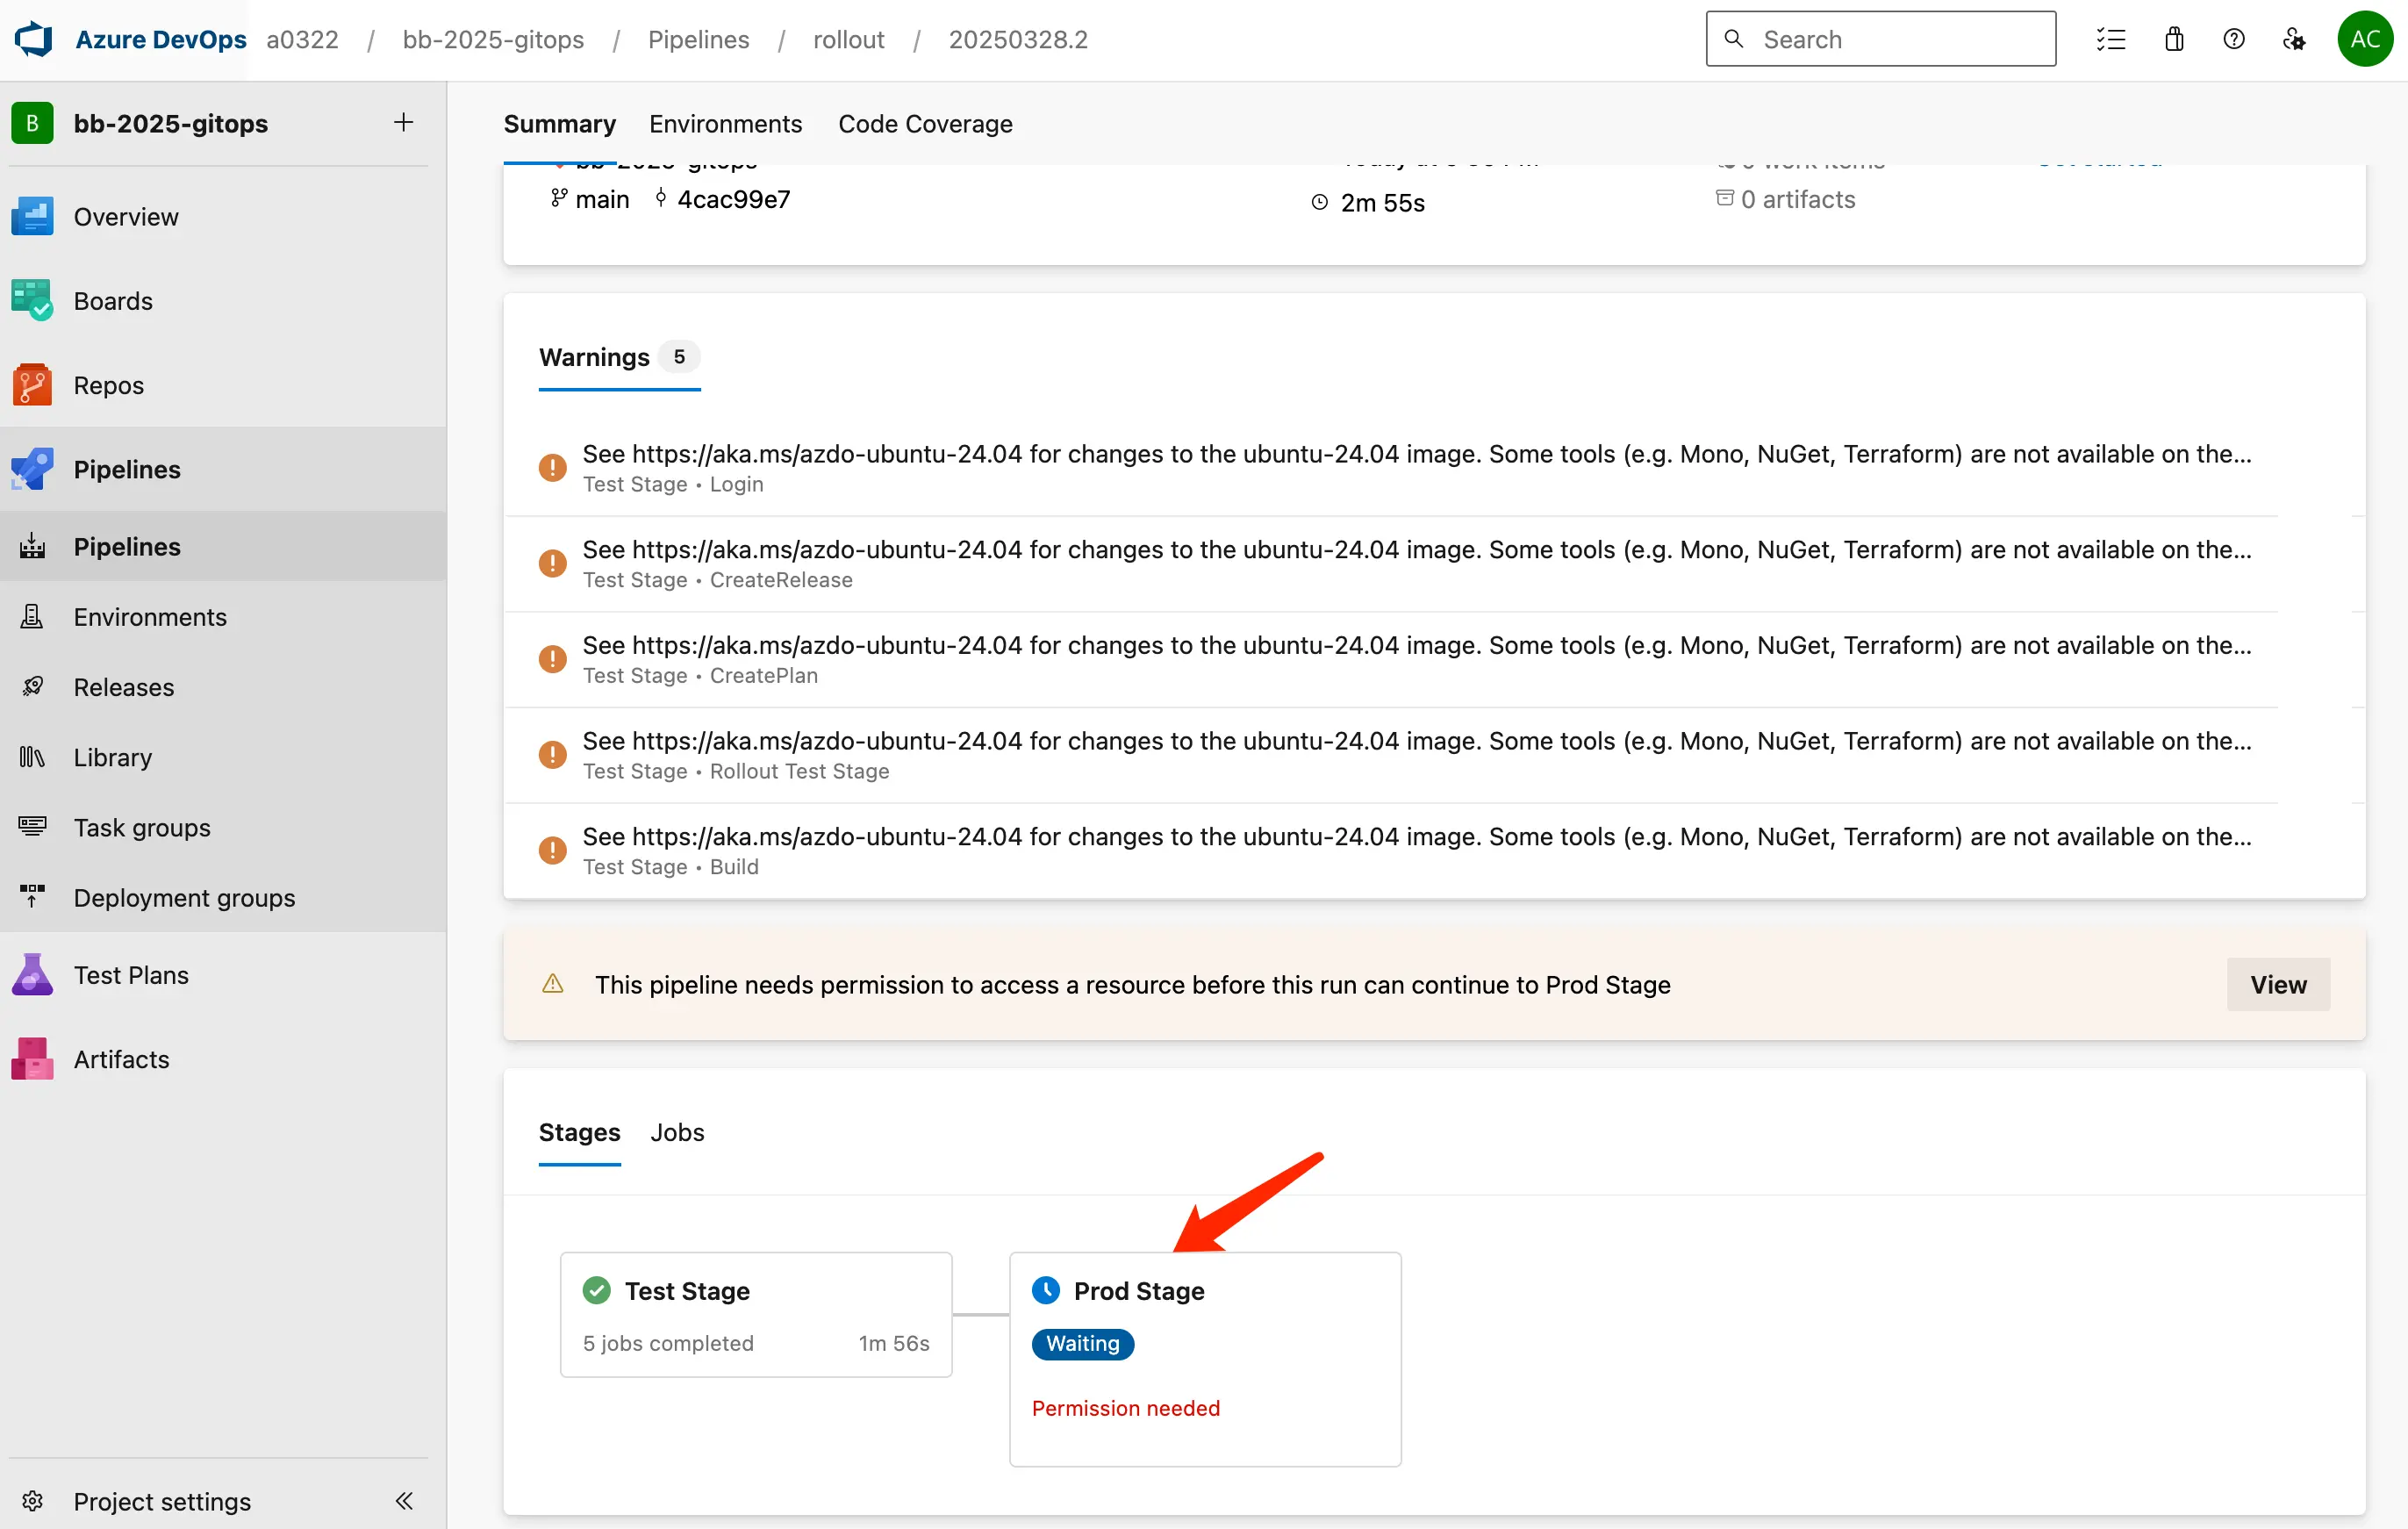 Azure DevOps a0322 / bb-2025-gitops / Pipelines / rollout / 20250328.2 Search AC
B bb-2025-gitops
Overview
Boards
Repos
Pipelines
Pipelines
Environments
Releases
Library
Task groups
Deployment groups
Test Plans
Artifacts
Project settings
Summary Environments Code Coverage
bb-2025-gitops
main 4cac99e7
2m 55s
0 artifacts
Warnings 5
See https://aka.ms/azdo-ubuntu-24.04 for changes to the ubuntu-24.04 image. Some tools (e.g. Mono, NuGet, Terraform) are not available on the...
Test Stage • Login
See https://aka.ms/azdo-ubuntu-24.04 for changes to the ubuntu-24.04 image. Some tools (e.g. Mono, NuGet, Terraform) are not available on the...
Test Stage • CreateRelease
See https://aka.ms/azdo-ubuntu-24.04 for changes to the ubuntu-24.04 image. Some tools (e.g. Mono, NuGet, Terraform) are not available on the...
Test Stage • CreatePlan
See https://aka.ms/azdo-ubuntu-24.04 for changes to the ubuntu-24.04 image. Some tools (e.g. Mono, NuGet, Terraform) are not available on the...
Test Stage • Rollout Test Stage
See https://aka.ms/azdo-ubuntu-24.04 for changes to the ubuntu-24.04 image. Some tools (e.g. Mono, NuGet, Terraform) are not available on the...
Test Stage • Build
This pipeline needs permission to access a resource before this run can continue to Prod Stage View
Stages Jobs
Test Stage
5 jobs completed 1m 56s
Prod Stage
Waiting
Permission needed